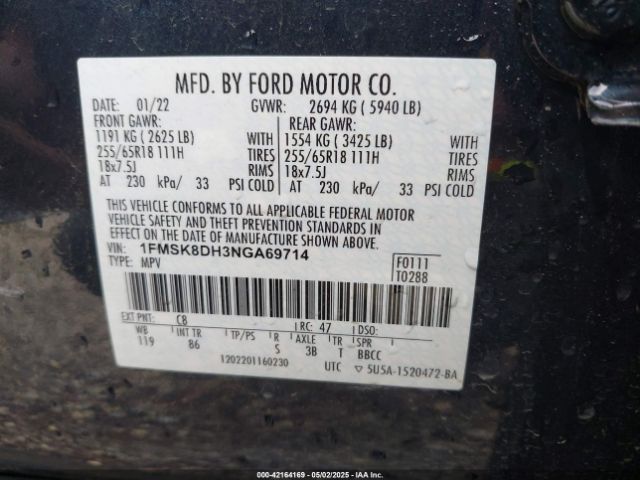 MFD. BY FORD MOTOR CO.
DATE: 01/22 GVWR: 2694 KG ( 5940 LB)
FRONT GAWR: REAR GAWR:
1191 KG ( 2625 LB) WITH 1554 KG ( 3425 LB) WITH
255/65R18 111H TIRES 255/65R18 111H TIRES
18x7.5J RIMS 18x7.5J RIMS
AT 230 kPa/ 33 PSI COLD AT 230 kPa/ 33 PSI COLD
THIS VEHICLE CONFORMS TO ALL APPLICABLE FEDERAL MOTOR
VEHICLE SAFETY AND THEFT PREVENTION STANDARDS IN
EFFECT ON THE DATE OF MANUFACTURE SHOWN ABOVE.
VIN: 1FMSK8DH3NGA69714 F0111
TYPE: MPV T0288
EXT PNT: C8 RC: 47 DSO:
WB INT TR TP/PS R AXLE TR SPR
119 86 S 3B T BBCC
1202201160230 UTC ▽ 5U5A-1520472-BA
000-42164169 - 05/02/2025 - IAA Inc.